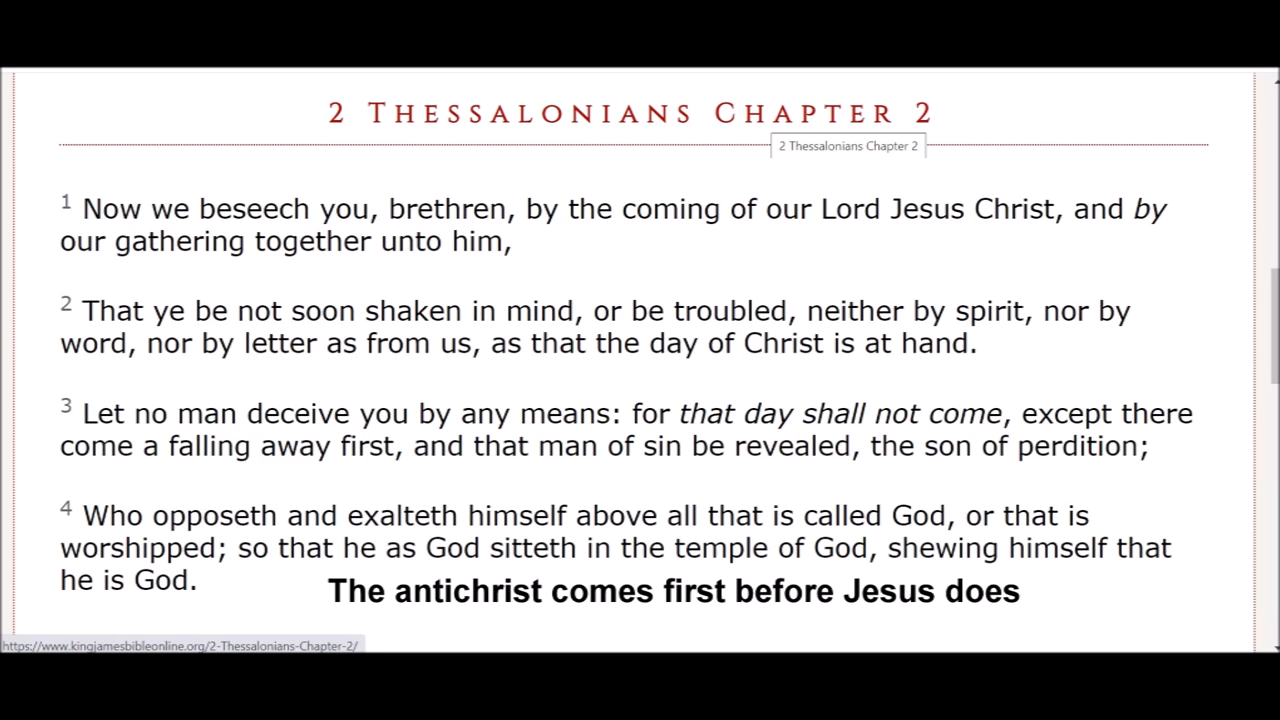 2 Thessalonians Chapter 2
2 Thessalonians Chapter 2
1 Now we beseech you, brethren, by the coming of our Lord Jesus Christ, and by
our gathering together unto him,
2 That ye be not soon shaken in mind, or be troubled, neither by spirit, nor by
word, nor by letter as from us, as that the day of Christ is at hand.
3 Let no man deceive you by any means: for that day shall not come, except there
come a falling away first, and that man of sin be revealed, the son of perdition;
4 Who opposeth and exalteth himself above all that is called God, or that is
worshipped; so that he as God sitteth in the temple of God, shewing himself that
he is God.
The antichrist comes first before Jesus does
https://www.kingjamesbibleonline.org/2-Thessalonians-Chapter-2/